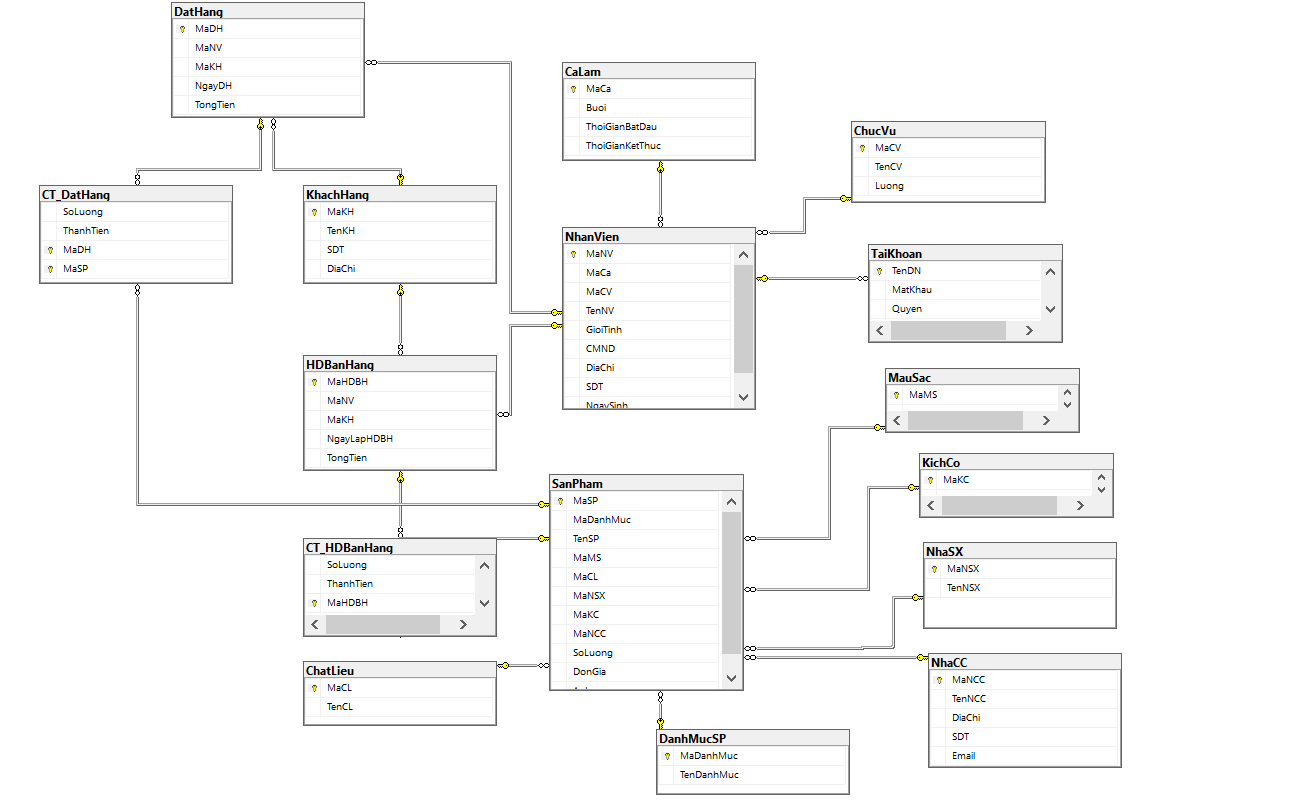 DatHang
MaDH
MaNV
MaKH
NgayDH
TongTien
CaLam
MaCa
Buoi
ThoiGianBatDau
ThoiGianKetThuc
ChucVu
MaCV
TenCV
Luong
CT_DatHang
SoLuong
ThanhTien
MaDH
MaSP
KhachHang
MaKH
TenKH
SDT
DiaChi
NhanVien
MaNV
MaCa
MaCV
TenNV
GioiTinh
CMND
DiaChi
SDT
NgaySinh
TaiKhoan
TenDN
MatKhau
Quyen
HDBanHang
MaHDBH
MaNV
MaKH
NgayLapHDBH
TongTien
MauSac
MaMS
KichCo
MaKC
SanPham
MaSP
MaDanhMuc
TenSP
MaMS
MaCL
MaNSX
MaKC
MaNCC
SoLuong
DonGia
CT_HDBanHang
SoLuong
ThanhTien
MaHDBH
NhaSX
MaNSX
TenNSX
ChatLieu
MaCL
TenCL
NhaCC
MaNCC
TenNCC
DiaChi
SDT
Email
DanhMucSP
MaDanhMuc
TenDanhMuc